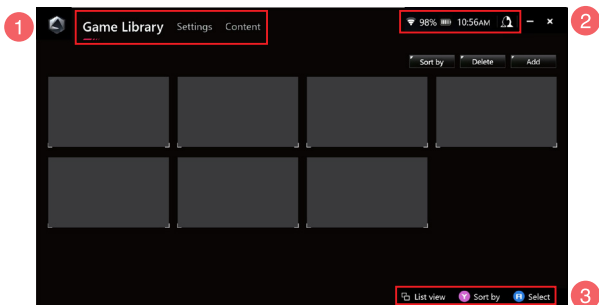 1
Game Library Settings Content
98% 10:56AM
2
Sort by Delete Add
List view Y Sort by A Select
3